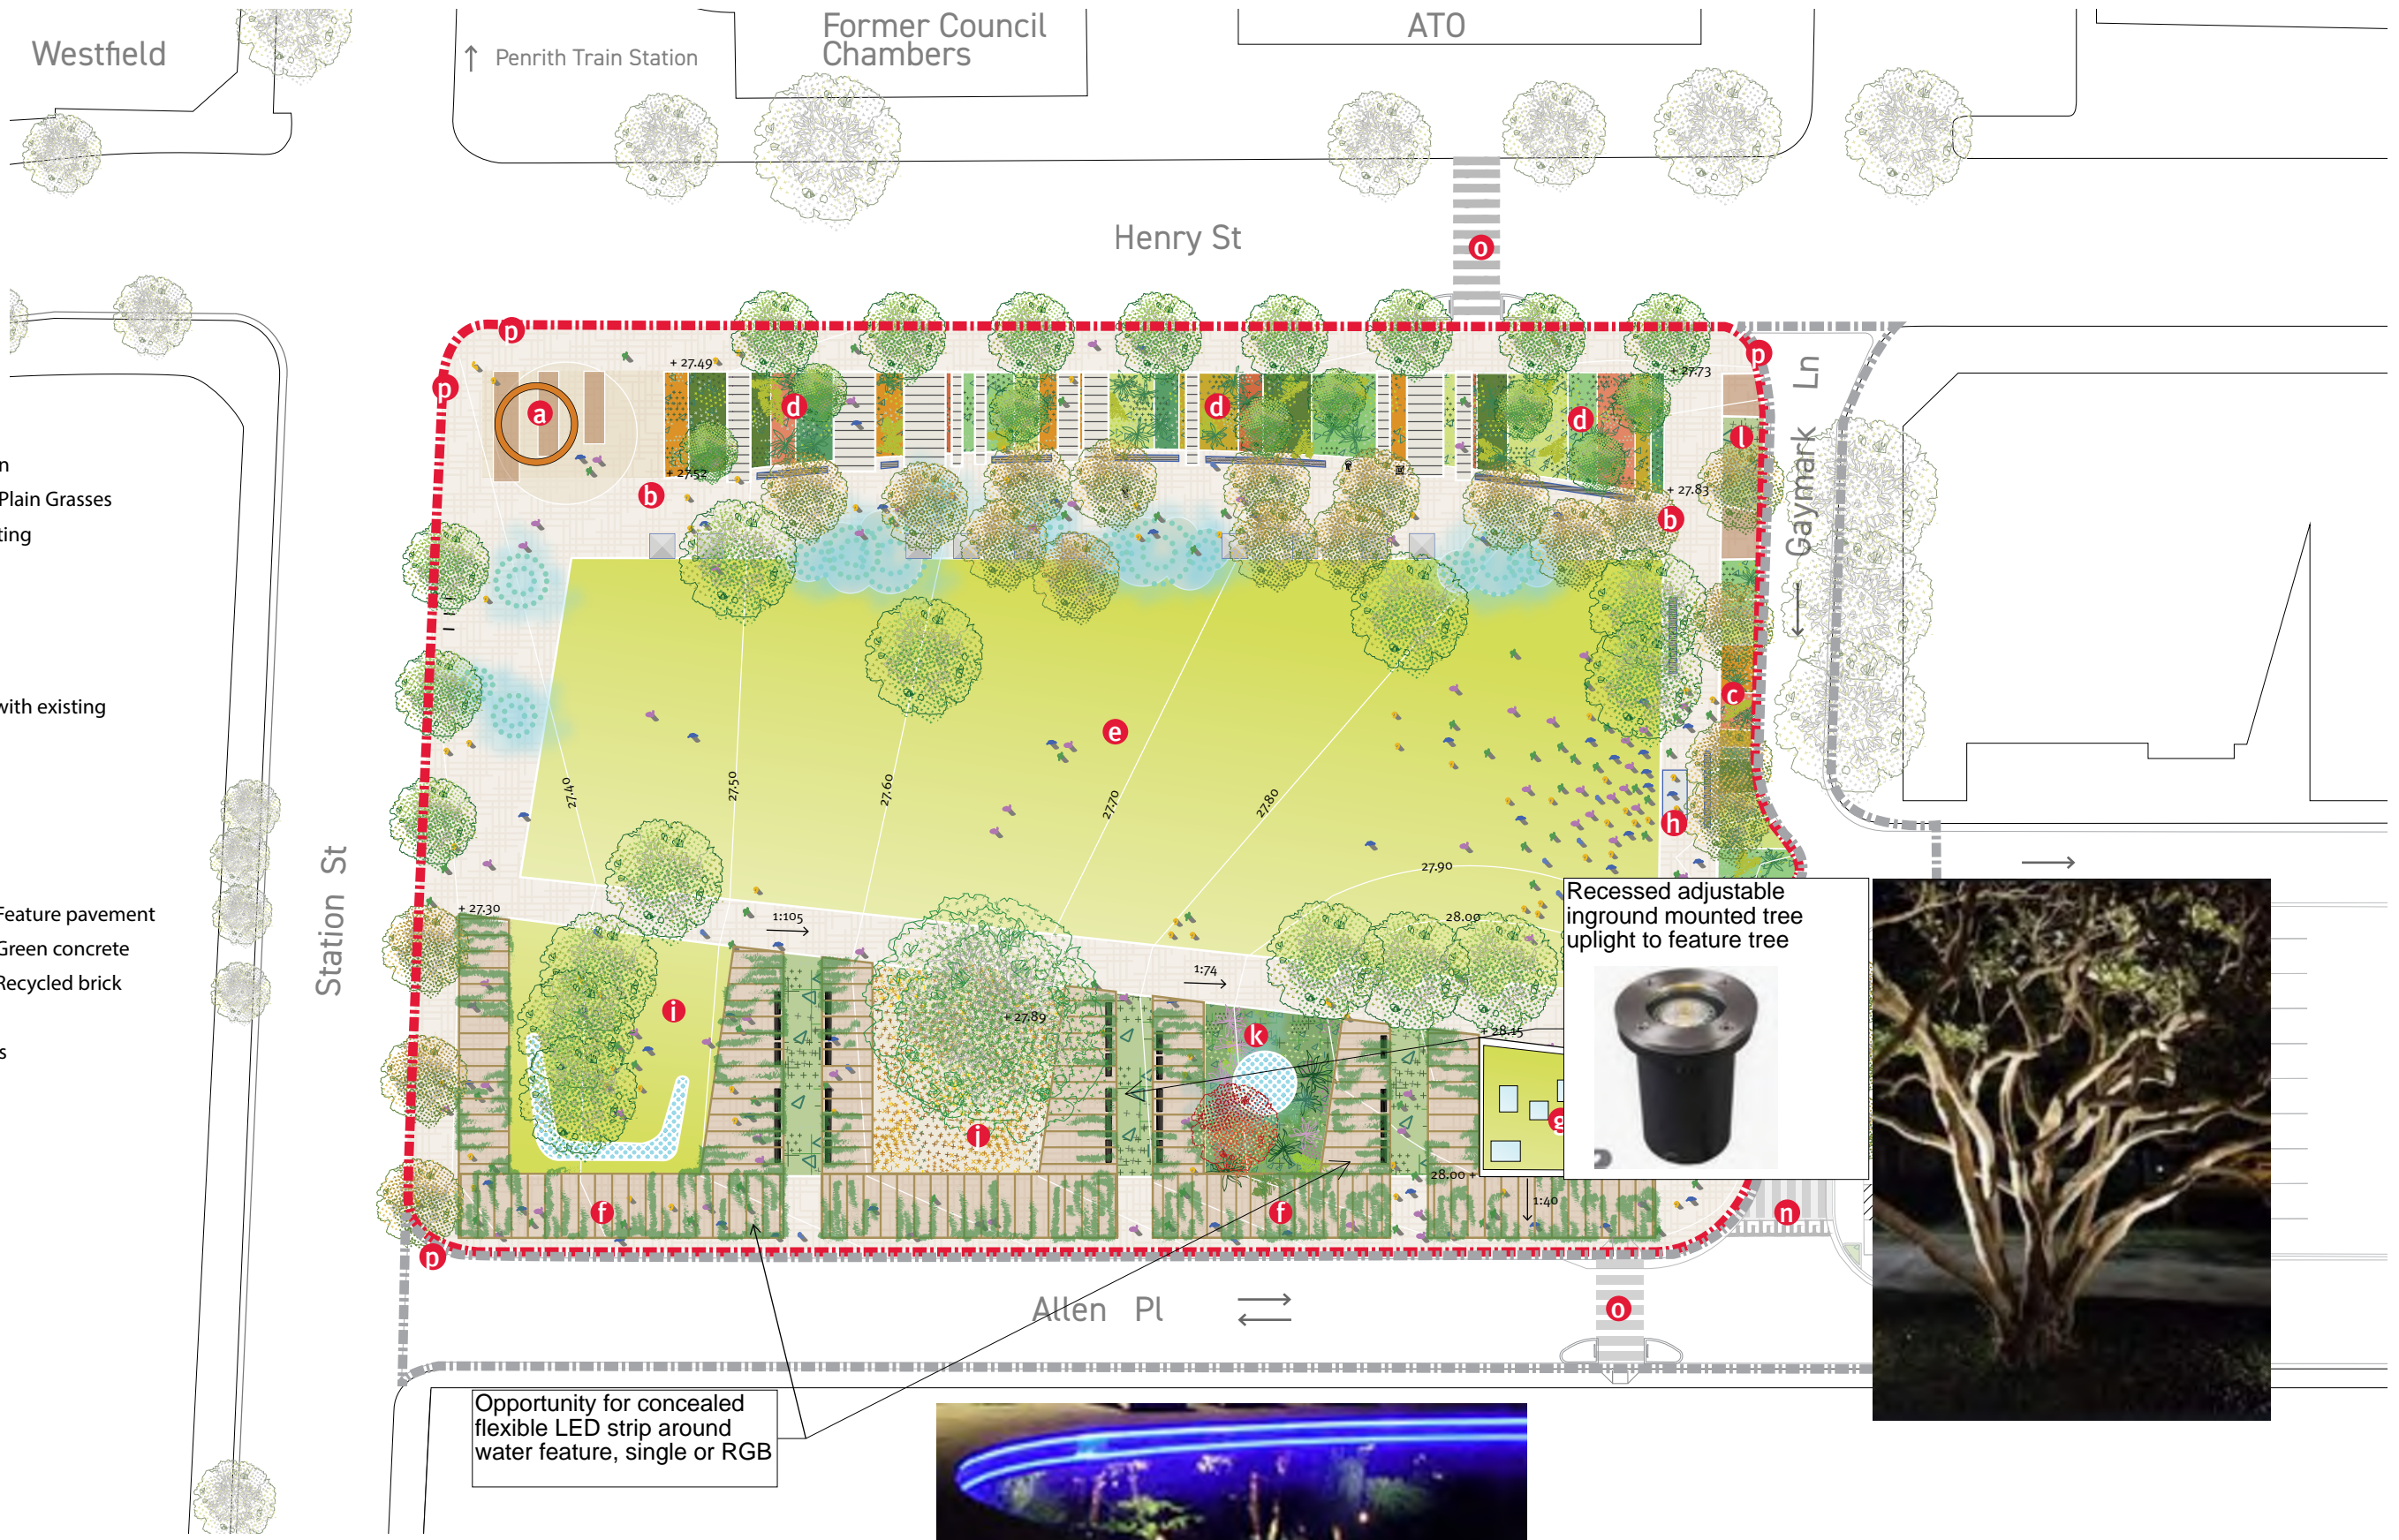 Westfield
↑ Penrith Train Station
Former Council
Chambers
ATO
Henry St
o
p
p
p
+ 27.49
+ 27.73
a
d
d
d
l
n
Plain Grasses
ting
+ 27.52
b
+ 27.83
b
Gaymark Ln
with existing
c
e
27.40
27.50
27.60
27.70
27.80
h
27.90
Station St
Feature pavement
Green concrete
Recycled brick
s
+ 27.30
1:105
28.00
1:74
Recessed adjustable
inground mounted tree
uplight to feature tree
i
+ 27.89
k
+ 28.15
j
g
28.00 +
1:40
f
f
n
p
Allen Pl
o
Opportunity for concealed
flexible LED strip around
water feature, single or RGB